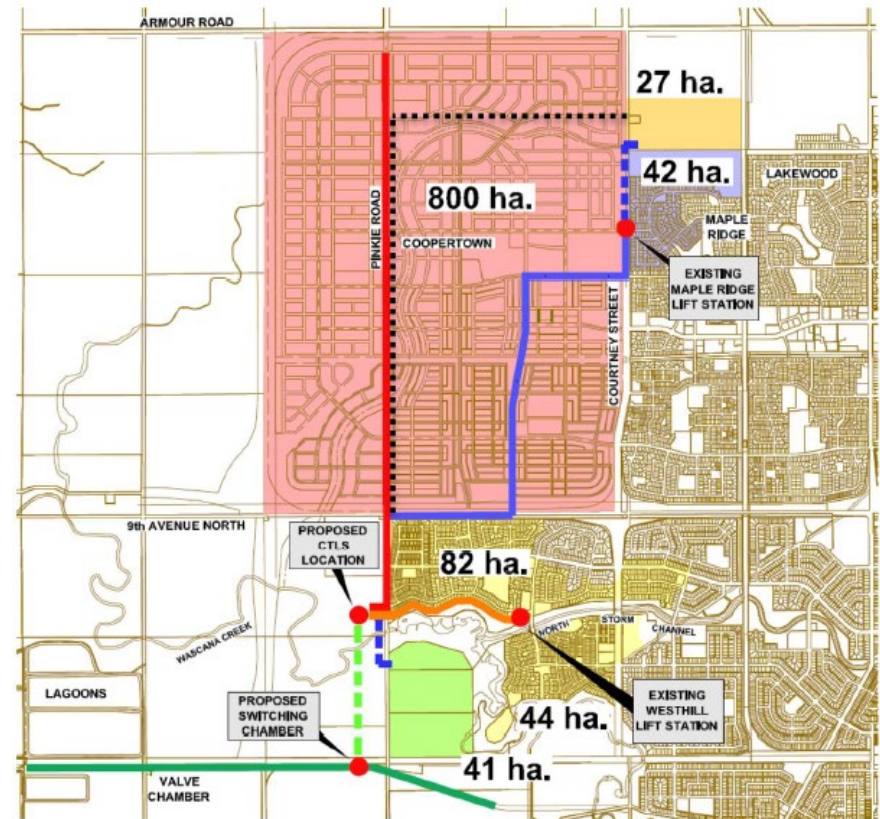 ARMOUR ROAD
27 ha.
42 ha.
LAKEWOOD
800 ha.
MAPLE
RIDGE
PINKIE ROAD
COOPERTOWN
EXISTING
MAPLE RIDGE
LIFT STATION
COURTNEY STREET
9th AVENUE NORTH
PROPOSED
CTLS
LOCATION
82 ha.
WASCANA CREEK
NORTH STORM CHANNEL
LAGOONS
PROPOSED
SWITCHING
CHAMBER
EXISTING
WESTHILL
LIFT STATION
44 ha.
41 ha.
VALVE
CHAMBER